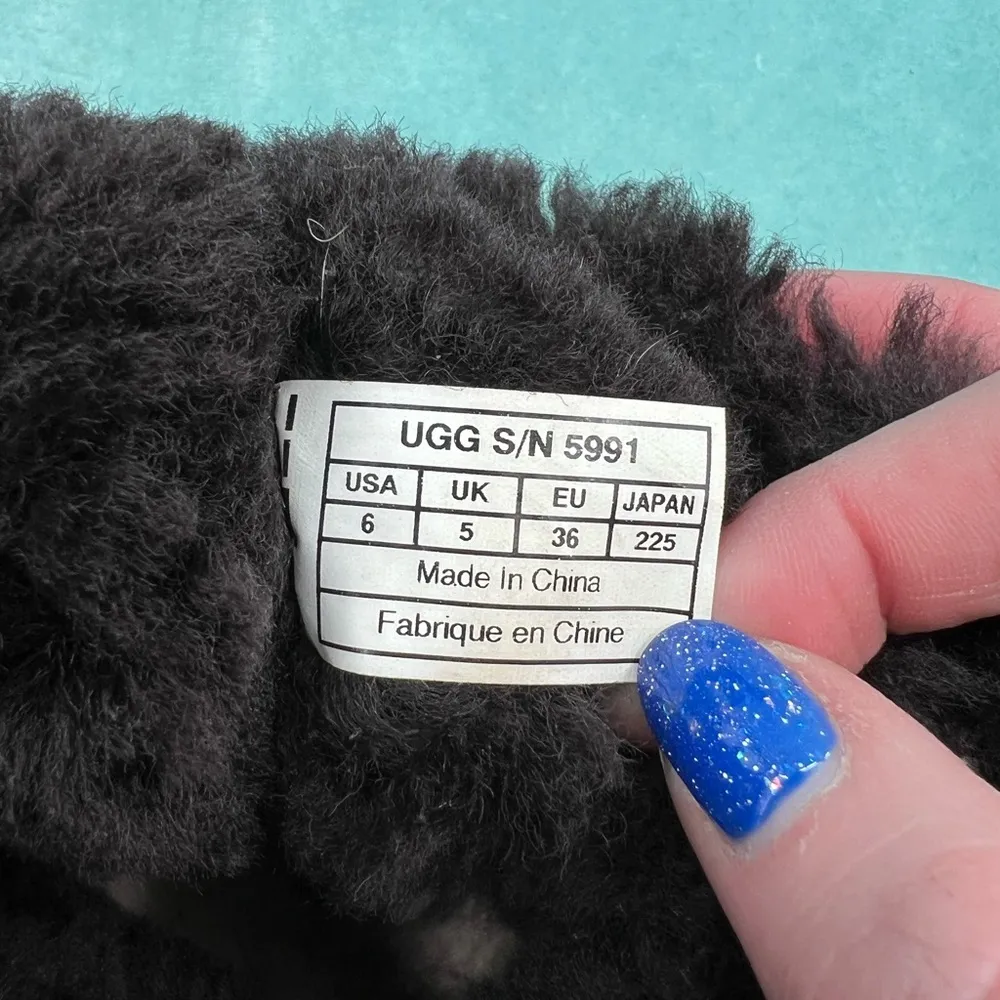 UGG S/N 5991
USA UK EU JAPAN
6 5 36 225
Made In China
Fabrique en Chine